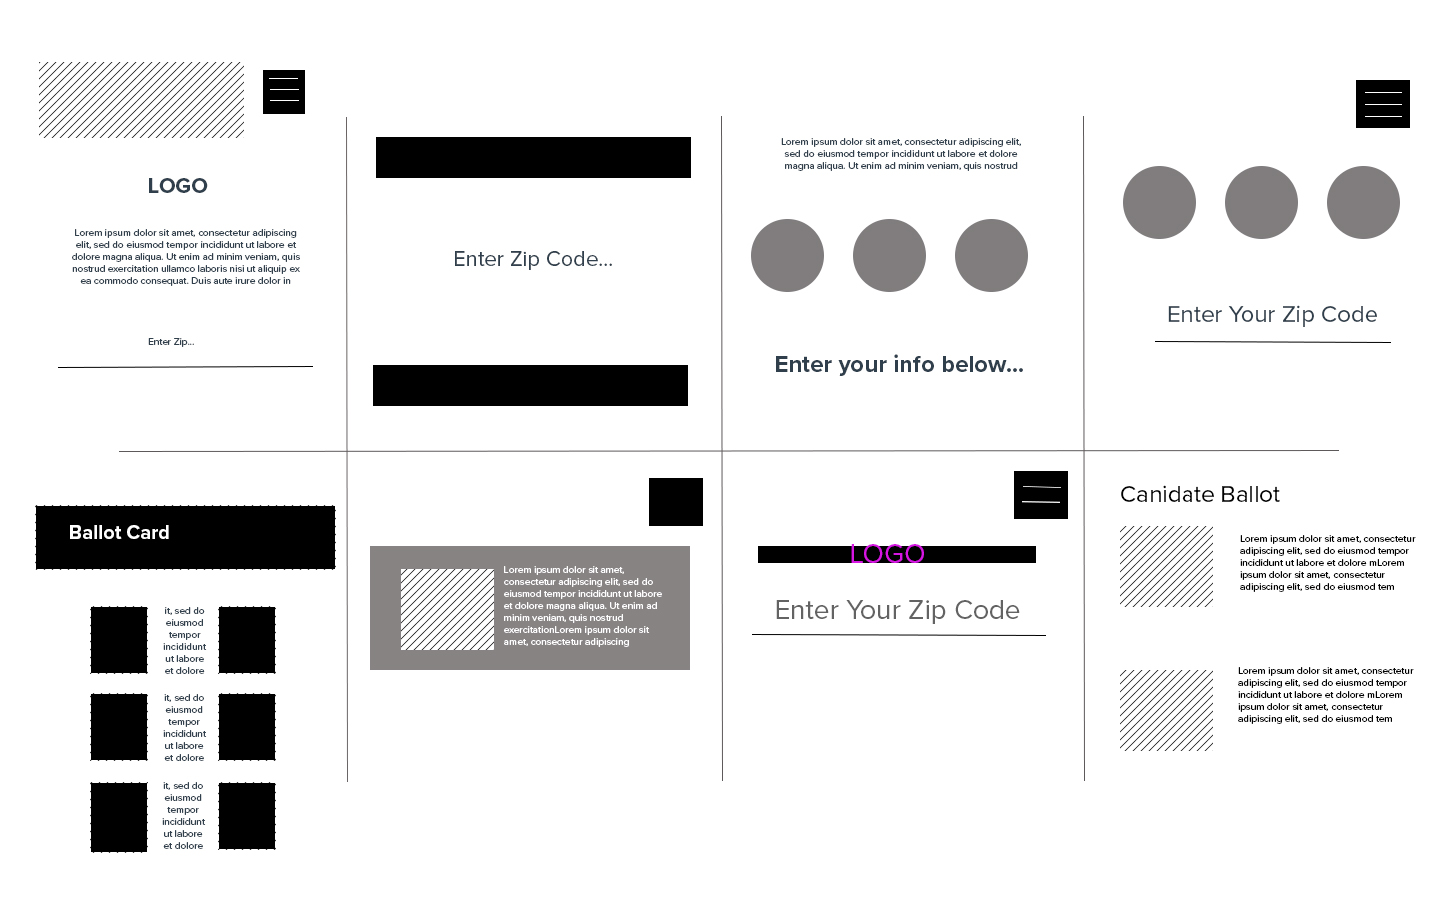 LOGO
Lorem ipsum dolor sit amet, consectetur adipiscing
elit, sed do eiusmod tempor incididunt ut labore et
dolore magna aliqua. Ut enim ad minim veniam, quis
nostrud exercitation ullamco laboris nisi ut aliquip ex
ea commodo consequat. Duis aute irure dolor in
Enter Zip...
Enter Zip Code...
Lorem ipsum dolor sit amet, consectetur adipiscing elit,
sed do eiusmod tempor incididunt ut labore et dolore
magna aliqua. Ut enim ad minim veniam, quis nostrud
Enter your info below...
Enter Your Zip Code
Ballot Card
it, sed do
eiusmod
tempor
incididunt
ut labore
et dolore
it, sed do
eiusmod
tempor
incididunt
ut labore
et dolore
it, sed do
eiusmod
tempor
incididunt
ut labore
et dolore
Lorem ipsum dolor sit amet,
consectetur adipiscing elit, sed do
eiusmod tempor incididunt ut labore
et dolore magna aliqua. Ut enim ad
minim veniam, quis nostrud
exercitationLorem ipsum dolor sit
amet, consectetur adipiscing
LOGO
Enter Your Zip Code
Canidate Ballot
Lorem ipsum dolor sit amet, consectetur
adipiscing elit, sed do eiusmod tempor
incididunt ut labore et dolore mLorem
ipsum dolor sit amet, consectetur
adipiscing elit, sed do eiusmod tem
Lorem ipsum dolor sit amet, consectetur
adipiscing elit, sed do eiusmod tempor
incididunt ut labore et dolore mLorem
ipsum dolor sit amet, consectetur
adipiscing elit, sed do eiusmod tem